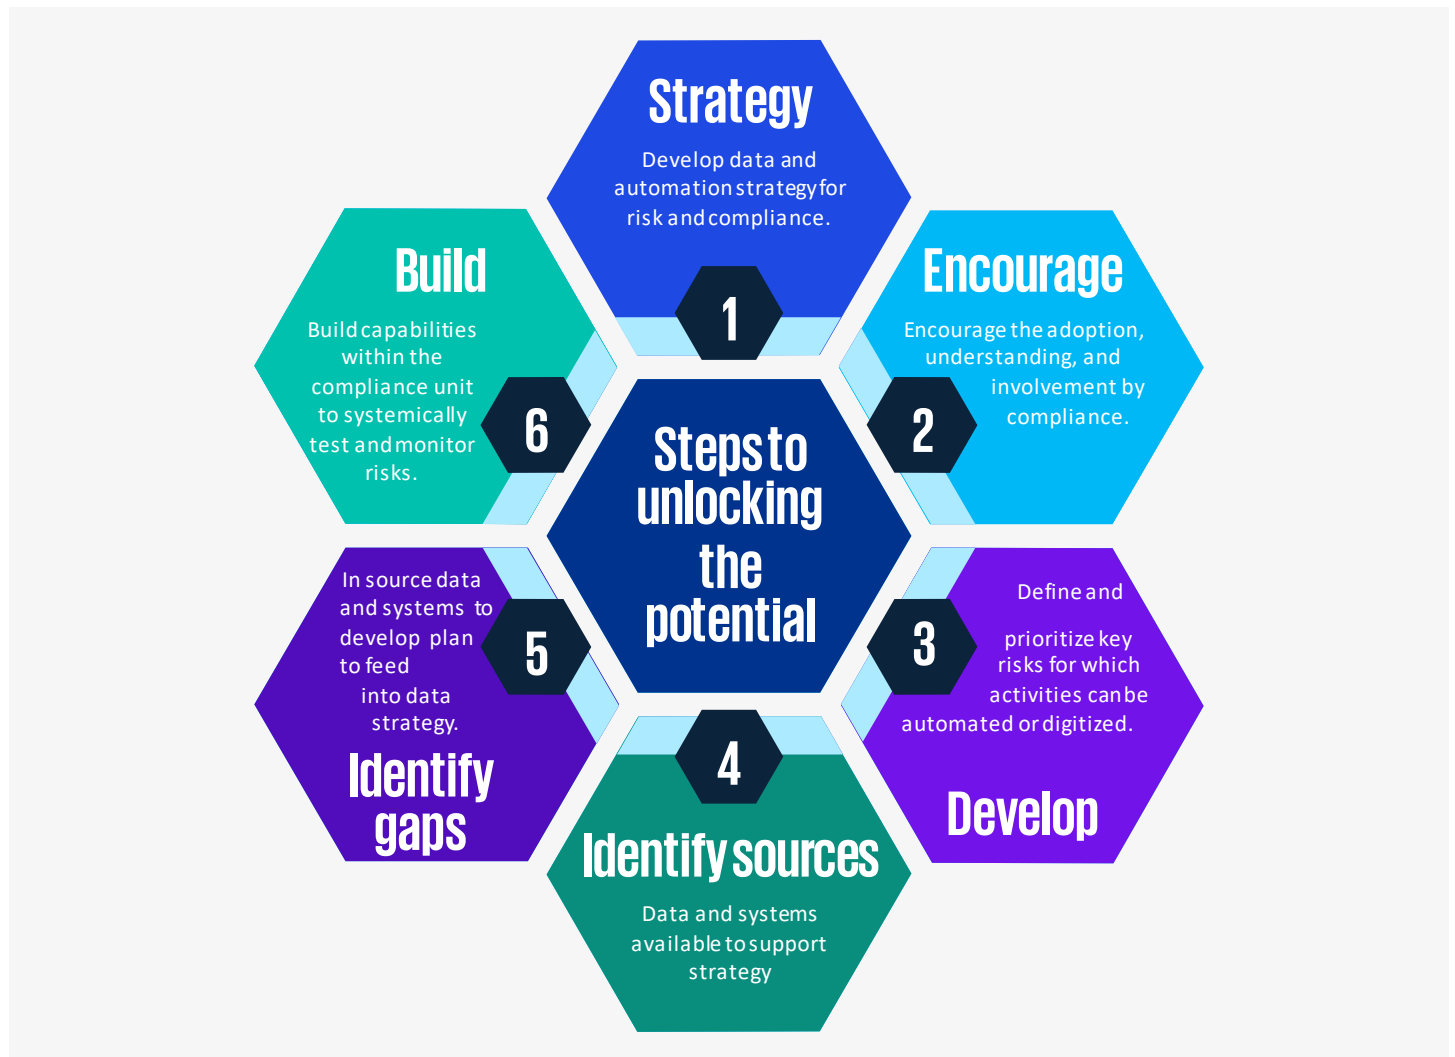 Steps to
unlocking
the
potential
1
Strategy
Develop data and
automation strategy for
risk and compliance.
2
Encourage
Encourage the adoption,
understanding, and
involvement by
compliance.
3
Define and
prioritize key
risks for which
activities can be
automated or digitized.
Develop
4
Identify sources
Data and systems
available to support
strategy
5
In source data
and systems to
develop plan
to feed
into data
strategy.
Identify
gaps
6
Build
Build capabilities
within the
compliance unit
to systemically
test and monitor
risks.